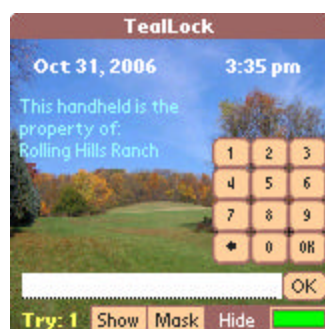 TealLock
Oct 31, 2006 3:35 pm
This handheld is the
property of:
Rolling Hills Ranch
1 2 3
4 5 6
7 8 9
0 OK
OK
Try: 1 Show Mask Hide